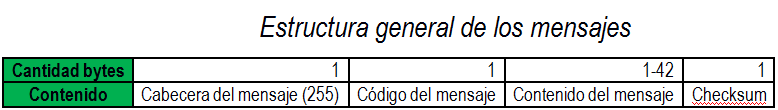 Estructura general de los mensajes
Cantidad bytes 1 1 1-42 1
Contenido Cabecera del mensaje (255) Código del mensaje Contenido del mensaje Checksum